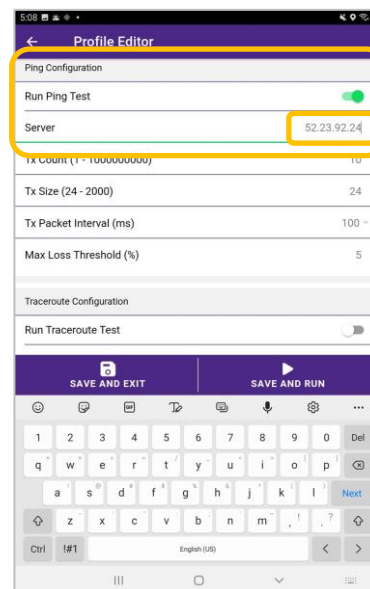 5:08
Profile Editor
Ping Configuration
Run Ping Test
Server 52.23.92.24
Tx Count (1 - 1000000000) 10
Tx Size (24 - 2000) 24
Tx Packet Interval (ms) 100
Max Loss Threshold (%) 5
Traceroute Configuration
Run Traceroute Test
SAVE AND EXIT SAVE AND RUN
GIF
1 2 3 4 5 6 7 8 9 0 Del
q w e r t y u i o p
a s d f g h j k l Next
z x c v b n m , ! . ?
Ctrl !#1 English (US) < >